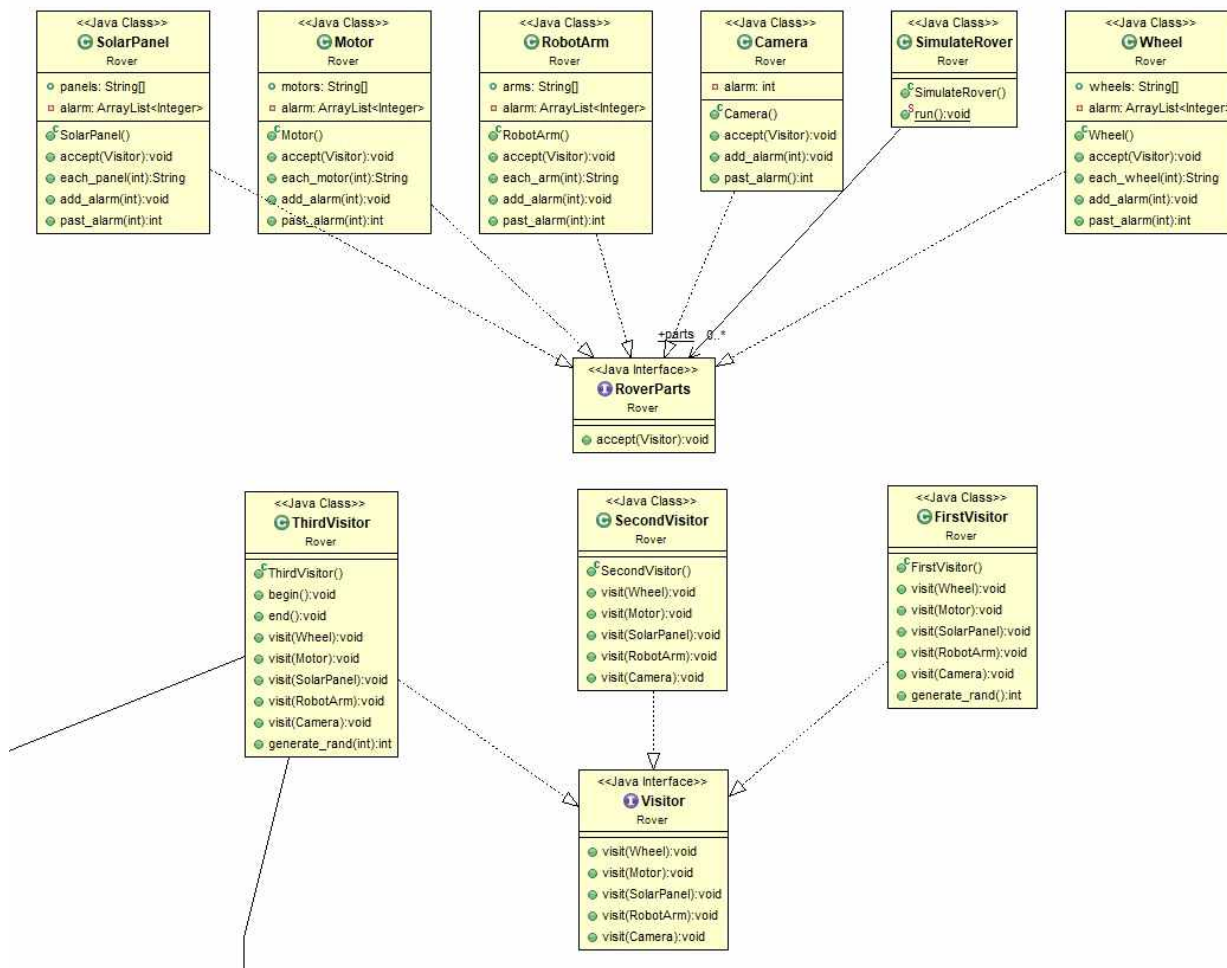 <<Java Class>>
SolarPanel
Rover
panels: String[]
alarm: ArrayList<Integer>
SolarPanel()
accept(Visitor):void
each_panel(int):String
add_alarm(int):void
past_alarm(int):int
<<Java Class>>
Motor
Rover
motors: String[]
alarm: ArrayList<Integer>
Motor()
accept(Visitor):void
each_motor(int):String
add_alarm(int):void
past_alarm(int):int
<<Java Class>>
RobotArm
Rover
arms: String[]
alarm: ArrayList<Integer>
RobotArm()
accept(Visitor):void
each_arm(int):String
add_alarm(int):void
past_alarm(int):int
<<Java Class>>
Camera
Rover
alarm: int
Camera()
accept(Visitor):void
add_alarm(int):void
past_alarm():int
<<Java Class>>
SimulateRover
Rover
SimulateRover()
run():void
<<Java Class>>
Wheel
Rover
wheels: String[]
alarm: ArrayList<Integer>
Wheel()
accept(Visitor):void
each_wheel(int):String
add_alarm(int):void
past_alarm(int):int
+parts 0..*
<<Java Interface>>
RoverParts
Rover
accept(Visitor):void
<<Java Class>>
ThirdVisitor
Rover
ThirdVisitor()
begin():void
end():void
visit(Wheel):void
visit(Motor):void
visit(SolarPanel):void
visit(RobotArm):void
visit(Camera):void
generate_rand(int):int
<<Java Class>>
SecondVisitor
Rover
SecondVisitor()
visit(Wheel):void
visit(Motor):void
visit(SolarPanel):void
visit(RobotArm):void
visit(Camera):void
<<Java Class>>
FirstVisitor
Rover
FirstVisitor()
visit(Wheel):void
visit(Motor):void
visit(SolarPanel):void
visit(RobotArm):void
visit(Camera):void
generate_rand():int
<<Java Interface>>
Visitor
Rover
visit(Wheel):void
visit(Motor):void
visit(SolarPanel):void
visit(RobotArm):void
visit(Camera):void